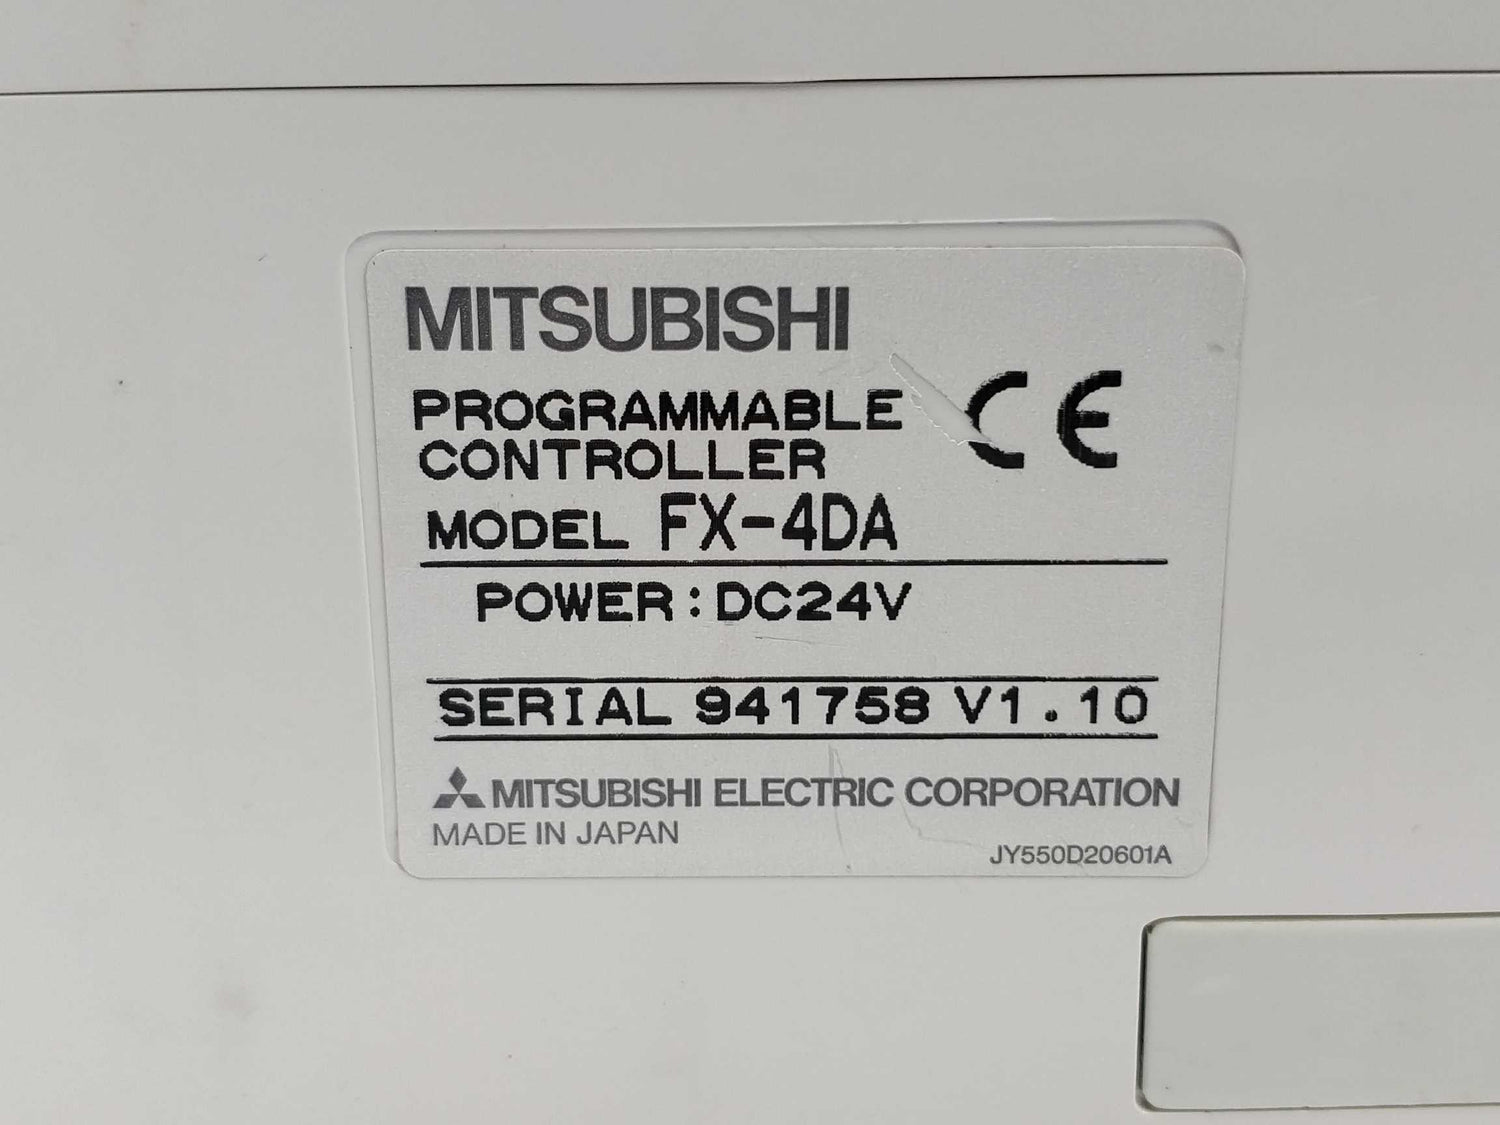 MITSUBISHI
PROGRAMMABLE
CONTROLLER
CE
MODEL FX-4DA
POWER:DC24V
SERIAL 941758 V1.10
MITSUBISHI ELECTRIC CORPORATION
MADE IN JAPAN
JY550D20601A